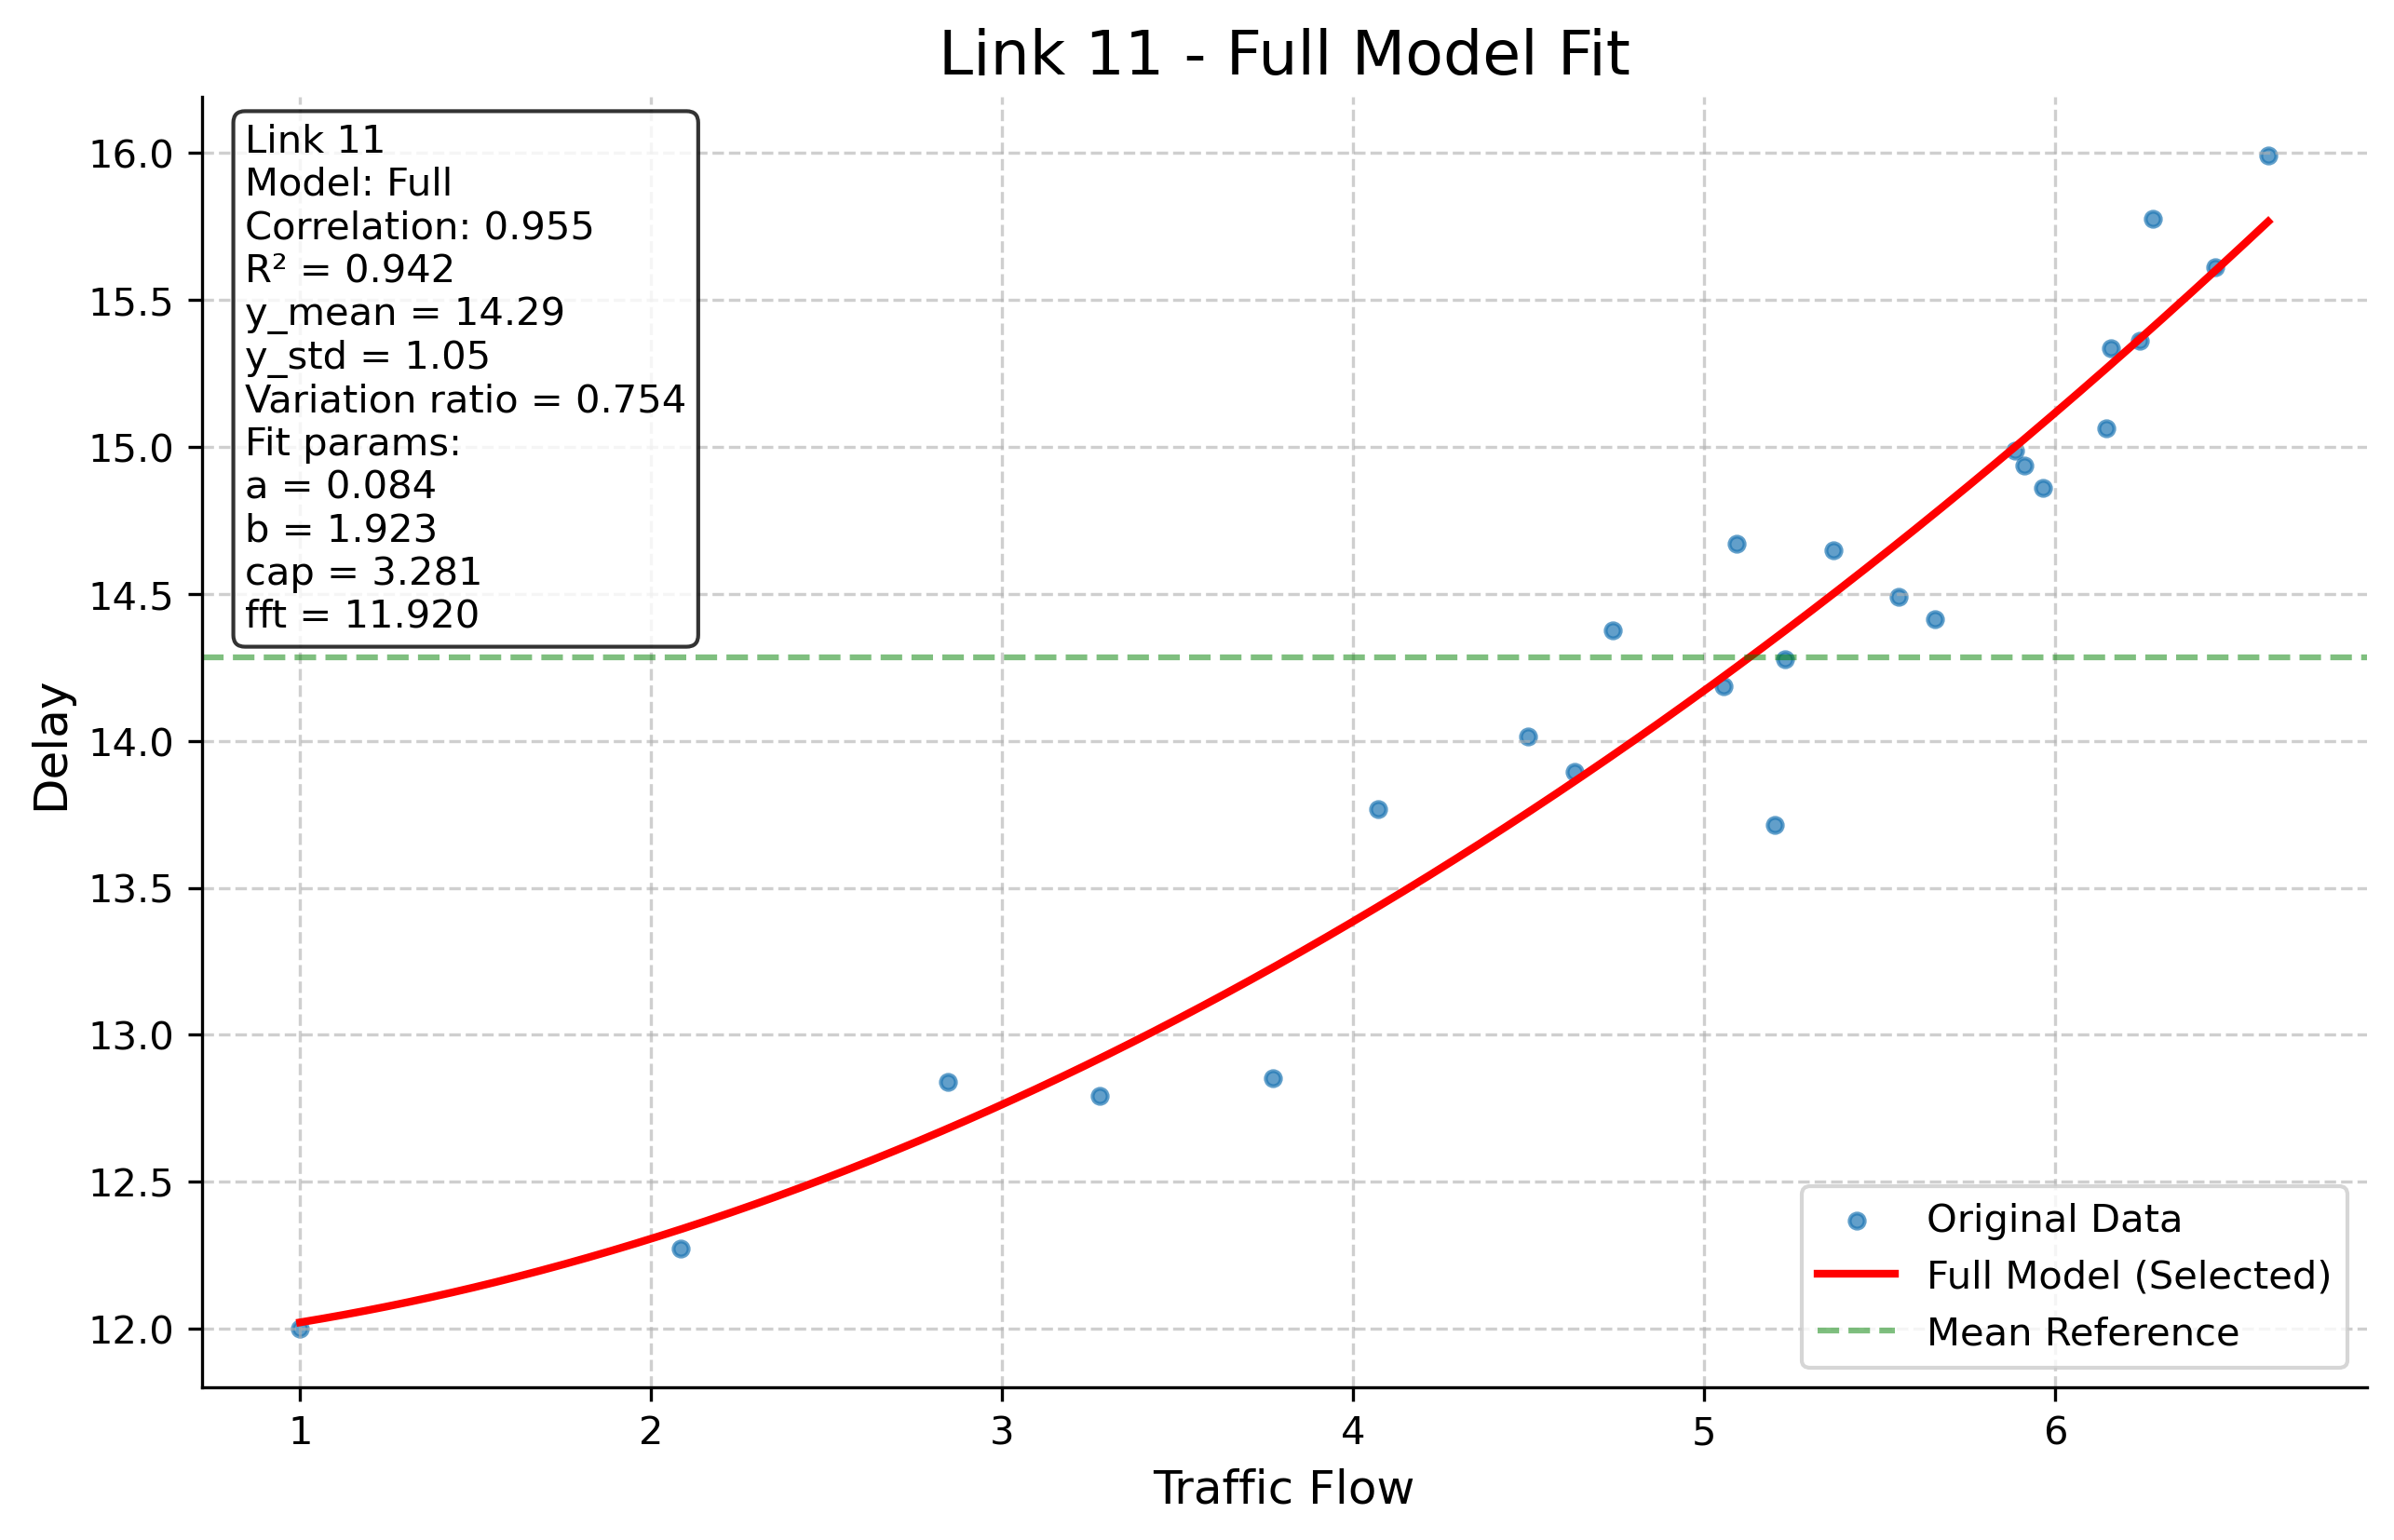 Link 11 - Full Model Fit
Link 11
Model: Full
Correlation: 0.955
R² = 0.942
y_mean = 14.29
y_std = 1.05
Variation ratio = 0.754
Fit params:
a = 0.084
b = 1.923
cap = 3.281
fft = 11.920
Delay
16.0
15.5
15.0
14.5
14.0
13.5
13.0
12.5
12.0
Original Data
Full Model (Selected)
Mean Reference
1 2 3 4 5 6
Traffic Flow